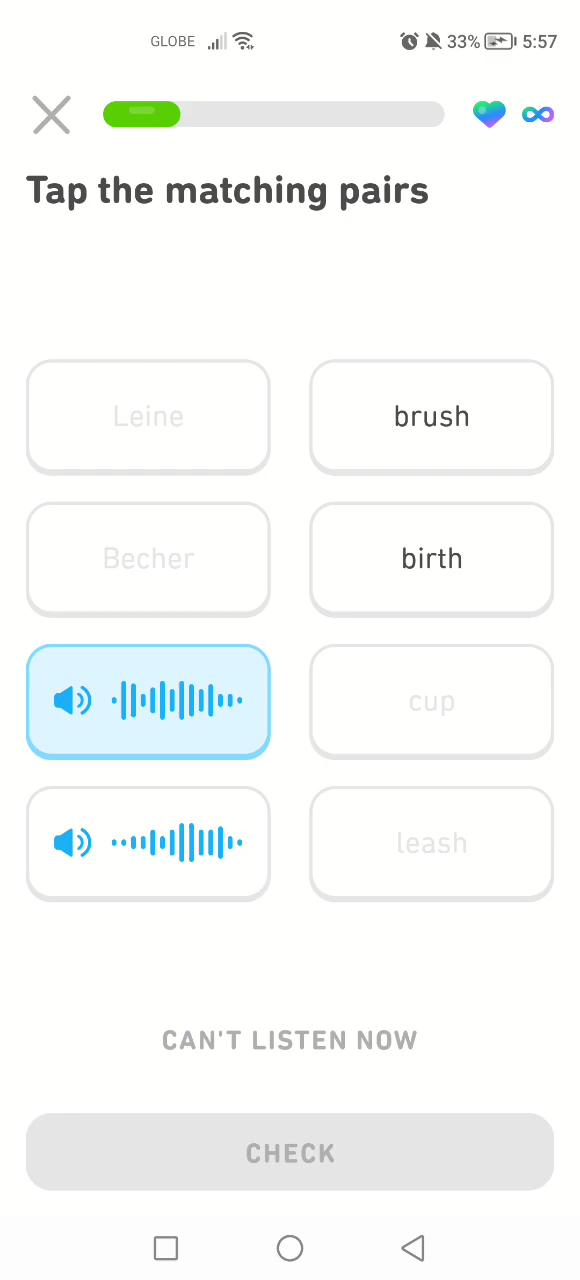 GLOBE 33% 5:57
Tap the matching pairs
Leine brush
Becher birth
cup
leash
CAN'T LISTEN NOW
CHECK